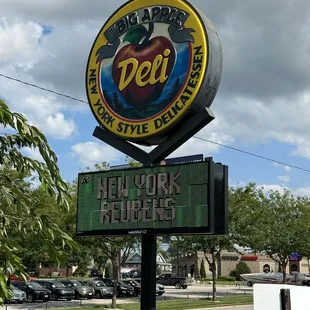 BIG APPLE
Deli
NEW YORK STYLE DELICATESSEN
NEW YORK
REUBENS